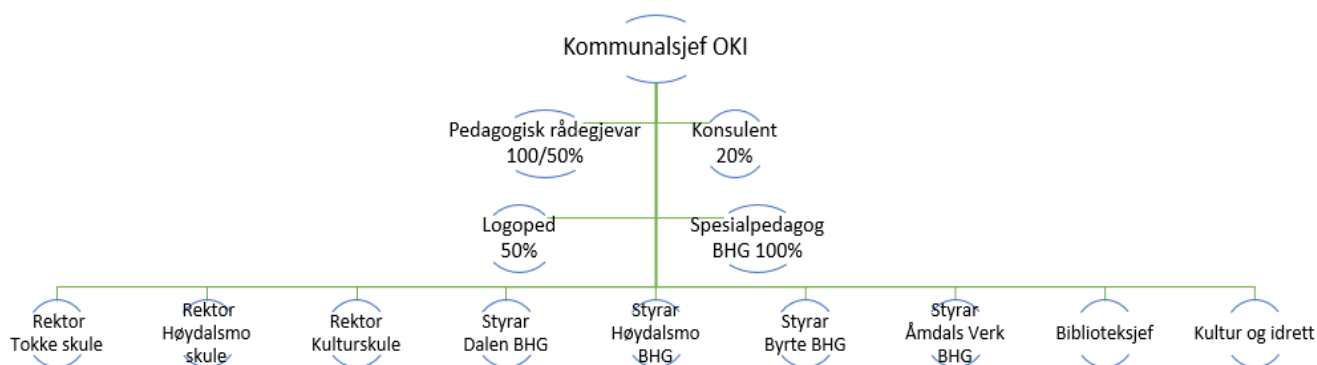 Kommunalsjef OKI
Pedagogisk rådegjevar
100/50%
Konsulent
20%
Logoped
50%
Spesialpedagog
BHG 100%
Rektor
Tokke skule
Rektor
Høydalsmo
skule
Rektor
Kulturskule
Styrar
Dalen BHG
Styrar
Høydalsmo
BHG
Styrar
Byrte BHG
Styrar
Åmdals Verk
BHG
Biblioteksjef
Kultur og idrett